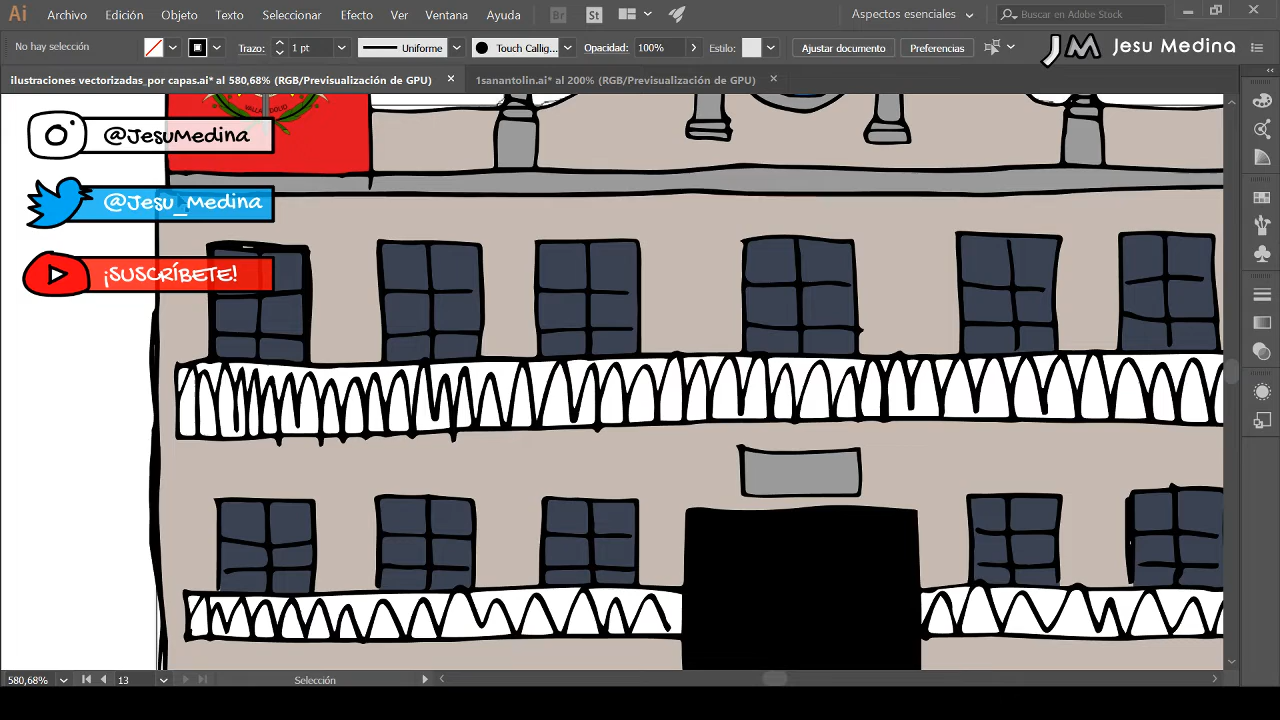 Ai Archivo Edición Objeto Texto Seleccionar Efecto Ver Ventana Ayuda Br St Aspectos esenciales Buscar en Adobe Stock
No hay selección Trazo: 1 pt Uniforme Touch Callig... Opacidad: 100% Estilo: Ajustar documento Preferencias JM Jesu Medina
ilustraciones vectorizadas_por capas.ai* al 580,68% (RGB/Previsualización de GPU) × 1sanantolin.ai* al 200% (RGB/Previsualización de GPU) ×
@JesuMedina
@Jesu_Medina
¡SUSCRÍBETE!
580,68% 13 Selección